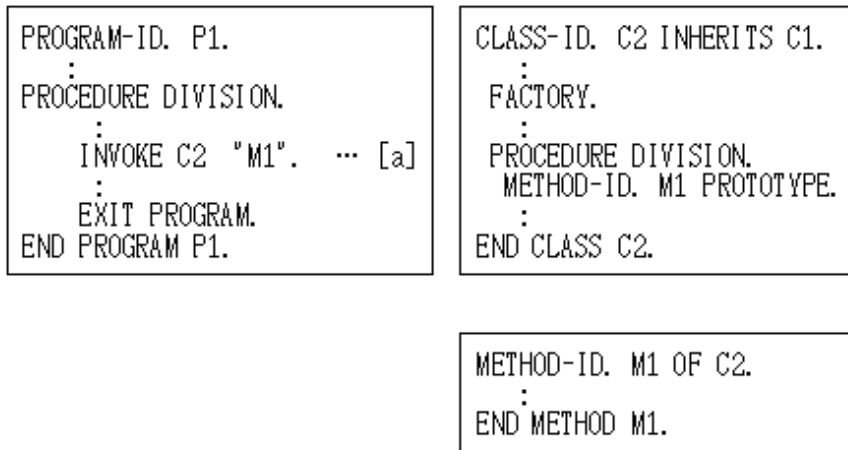 PROGRAM-ID. P1.
:
PROCEDURE DIVISION.
:
INVOKE C2 "M1". … [a]
:
EXIT PROGRAM.
END PROGRAM P1.
CLASS-ID. C2 INHERITS C1.
:
FACTORY.
:
PROCEDURE DIVISION.
METHOD-ID. M1 PROTOTYPE.
:
END CLASS C2.
METHOD-ID. M1 OF C2.
:
END METHOD M1.